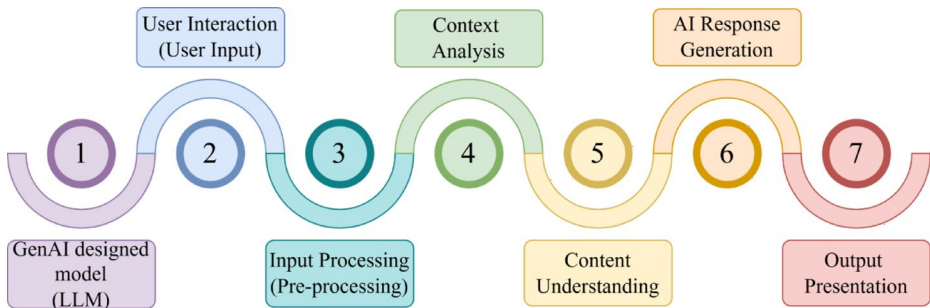 User Interaction
(User Input)
Context
Analysis
AI Response
Generation
1
2
3
4
5
6
7
GenAI designed
model
(LLM)
Input Processing
(Pre-processing)
Content
Understanding
Output
Presentation